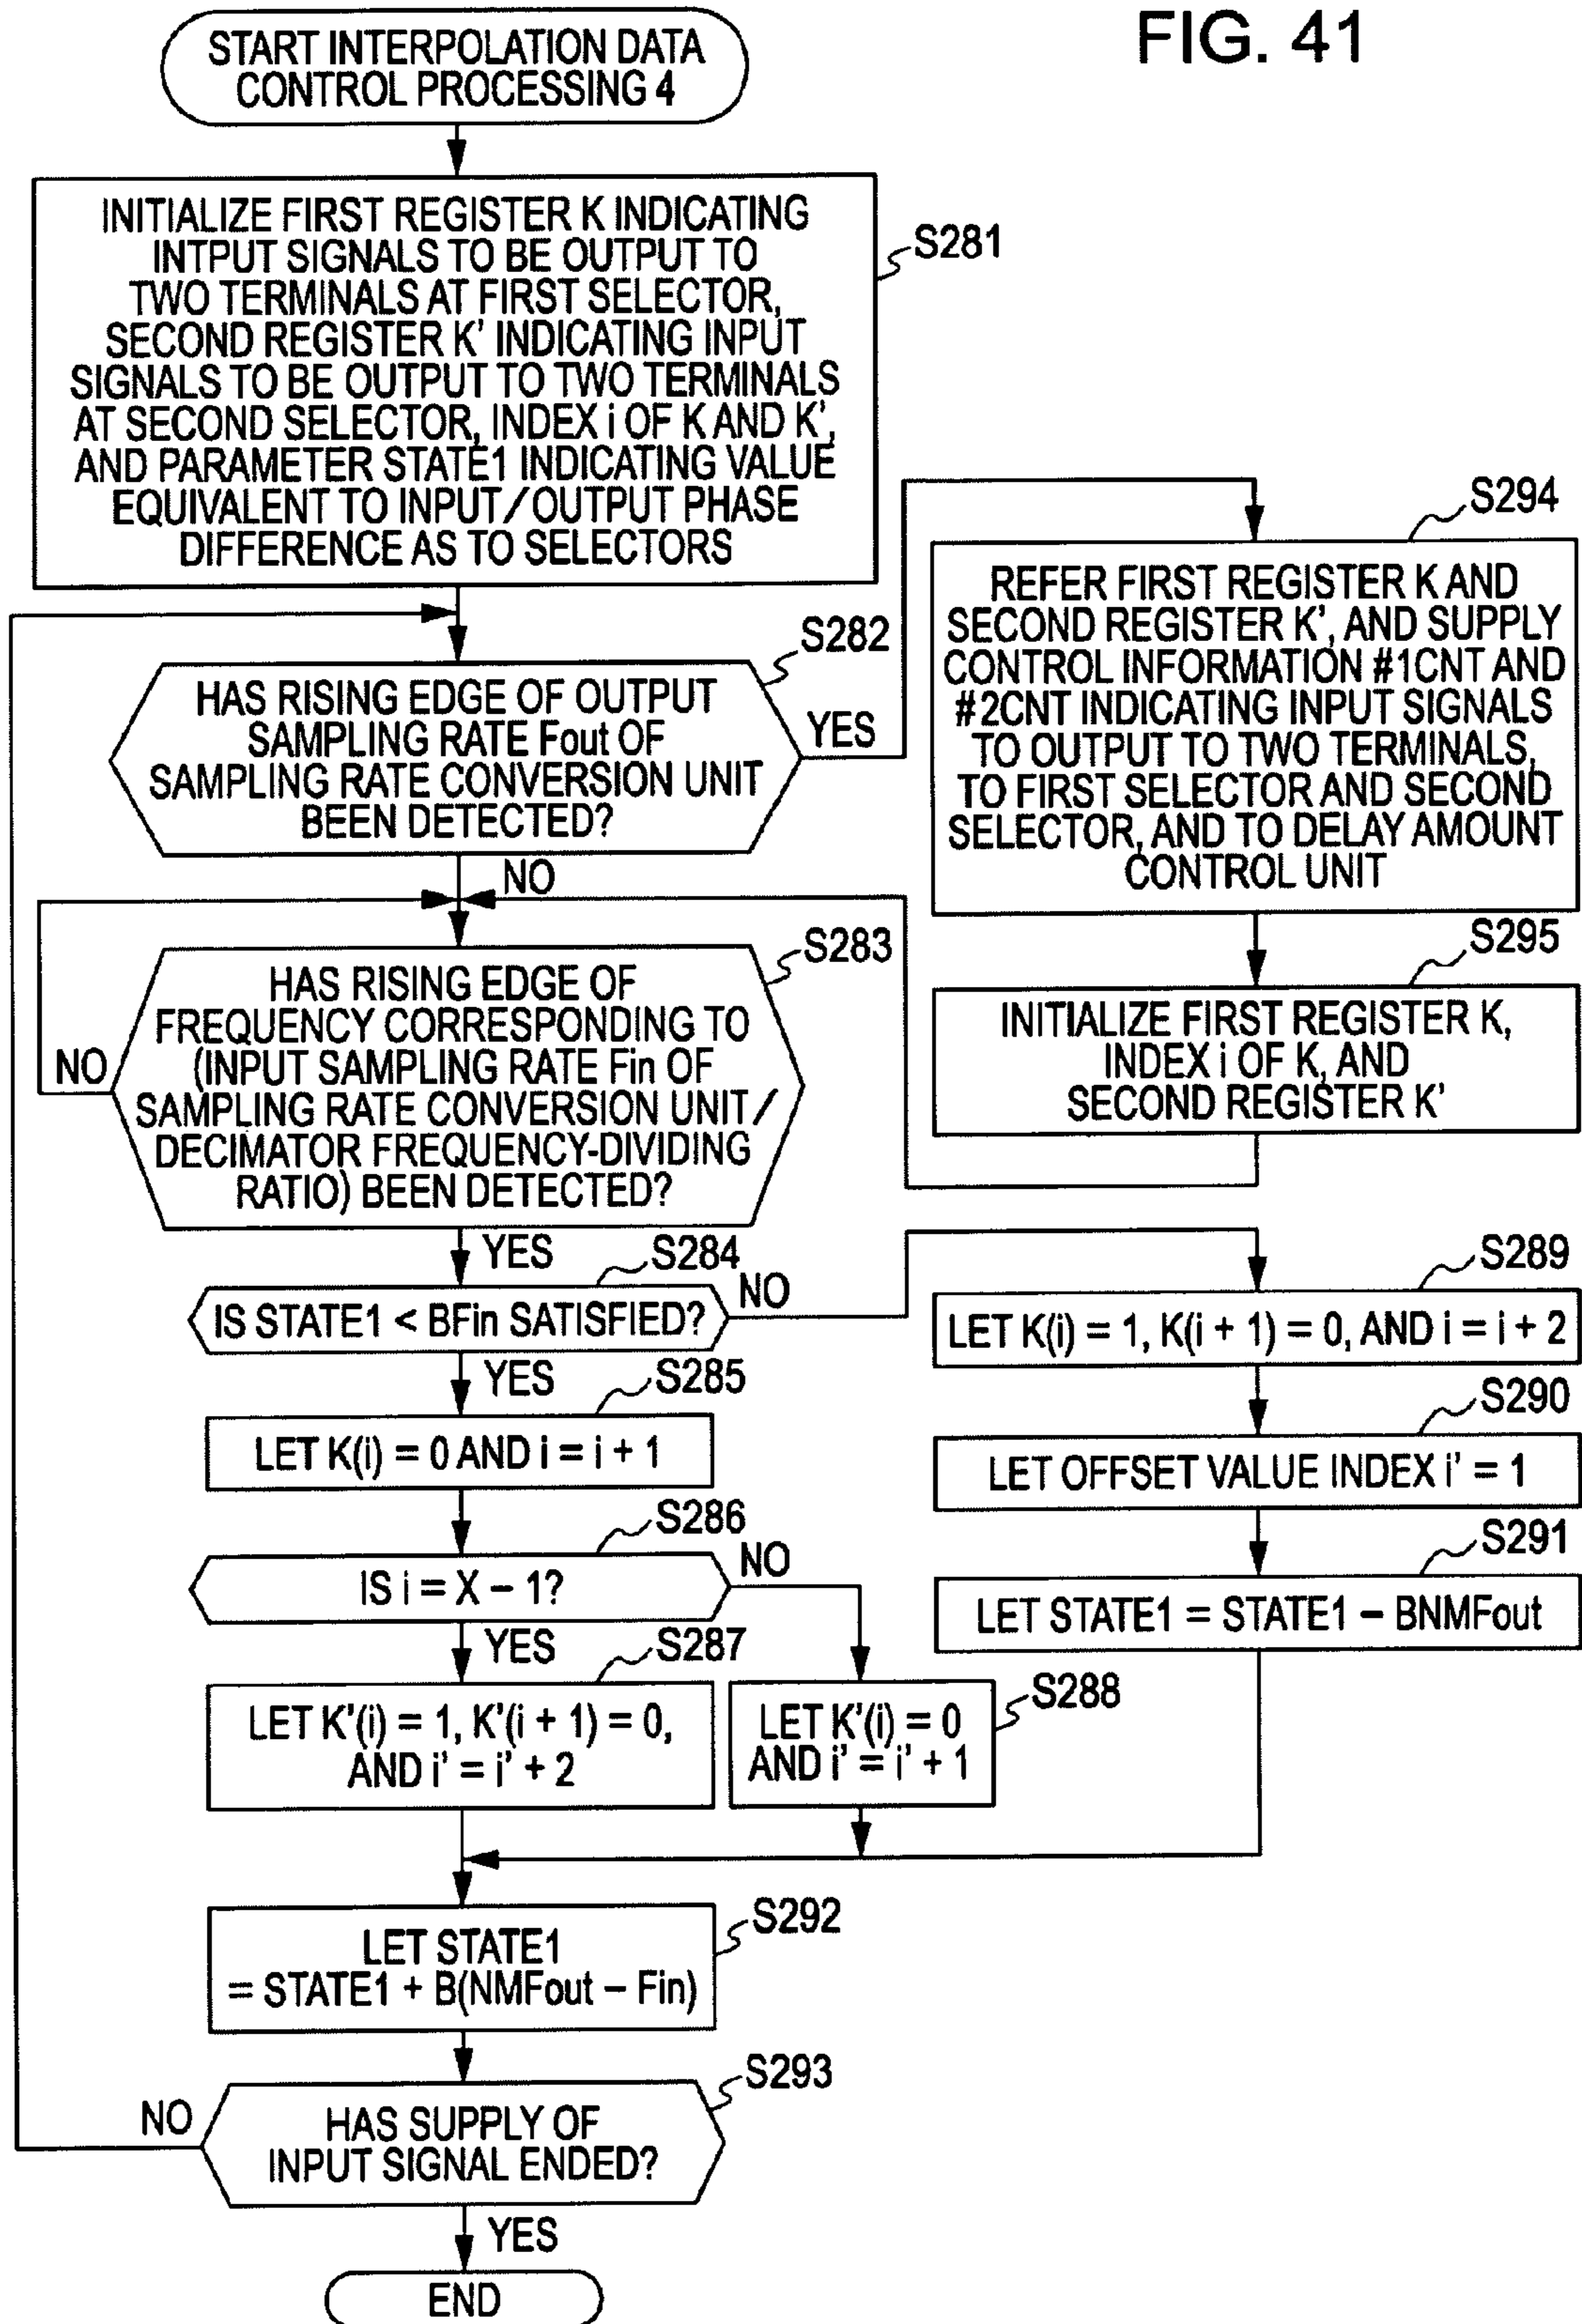 FIG. 41
START INTERPOLATION DATA
CONTROL PROCESSING 4
INITIALIZE FIRST REGISTER K INDICATING
INTPUT SIGNALS TO BE OUTPUT TO
TWO TERMINALS AT FIRST SELECTOR,
SECOND REGISTER K' INDICATING INPUT
SIGNALS TO BE OUTPUT TO TWO TERMINALS
AT SECOND SELECTOR, INDEX i OF K AND K',
AND PARAMETER STATE1 INDICATING VALUE
EQUIVALENT TO INPUT/OUTPUT PHASE
DIFFERENCE AS TO SELECTORS
S281
S282
HAS RISING EDGE OF OUTPUT
SAMPLING RATE Fout OF
SAMPLING RATE CONVERSION UNIT
BEEN DETECTED?
YES
NO
S294
REFER FIRST REGISTER K AND
SECOND REGISTER K', AND SUPPLY
CONTROL INFORMATION #1CNT AND
#2CNT INDICATING INPUT SIGNALS
TO OUTPUT TO TWO TERMINALS,
TO FIRST SELECTOR AND SECOND
SELECTOR, AND TO DELAY AMOUNT
CONTROL UNIT
S295
INITIALIZE FIRST REGISTER K,
INDEX i OF K, AND
SECOND REGISTER K'
S283
HAS RISING EDGE OF
FREQUENCY CORRESPONDING TO
(INPUT SAMPLING RATE Fin OF
SAMPLING RATE CONVERSION UNIT/
DECIMATOR FREQUENCY-DIVIDING
RATIO) BEEN DETECTED?
NO
YES
S284
IS STATE1 < BFin SATISFIED?
NO
YES
S285
LET K(i) = 0 AND i = i + 1
S286
IS i = X – 1?
NO
YES
S287
LET K'(i) = 1, K'(i + 1) = 0,
AND i' = i' + 2
S288
LET K'(i) = 0
AND i' = i' + 1
S289
LET K(i) = 1, K(i + 1) = 0, AND i = i + 2
S290
LET OFFSET VALUE INDEX i' = 1
S291
LET STATE1 = STATE1 – BNMFout
S292
LET STATE1
= STATE1 + B(NMFout – Fin)
S293
HAS SUPPLY OF
INPUT SIGNAL ENDED?
NO
YES
END